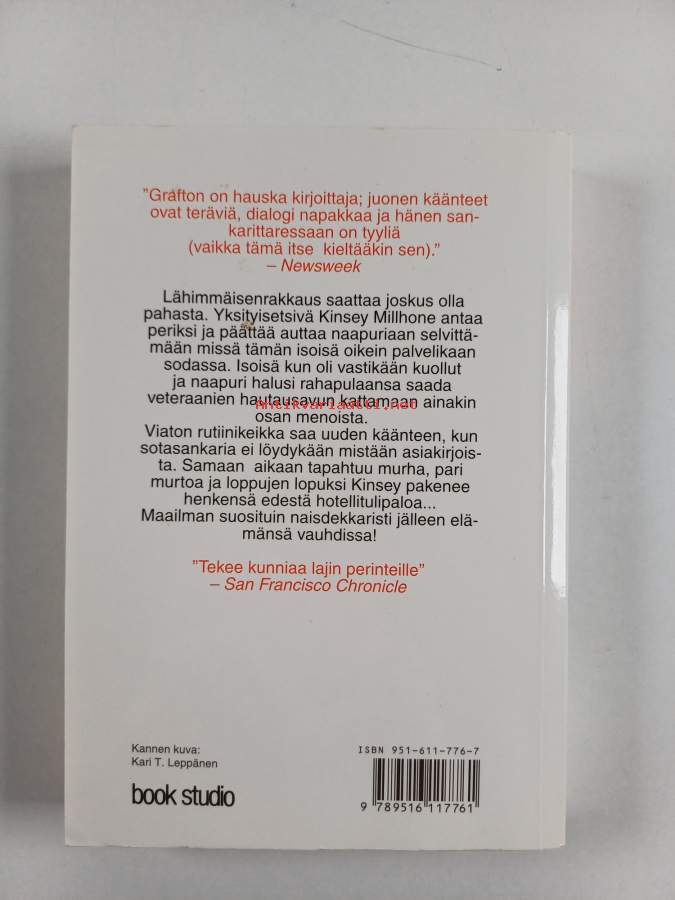 "Grafton on hauska kirjoittaja; juonen käänteet
ovat teräviä, dialogi napakkaa ja hänen san-
karittaressaan on tyyliä
(vaikka tämä itse kieltääkin sen)."
– Newsweek
Lähimmäisenrakkaus saattaa joskus olla
pahasta. Yksityisetsivä Kinsey Millhone antaa
periksi ja päättää auttaa naapuriaan selvittä-
mään missä tämän isoisä oikein palvelikaan
sodassa. Isoisä kun oli vastikään kuollut
ja naapuri halusi rahapulaansa saada
veteraanien hautausavun kattamaan ainakin
Antikvariaatti.net
osan menoista.
Viaton rutiinikeikka saa uuden käänteen, kun
sotasankaria ei löydykään mistään asiakirjois-
ta. Samaan aikaan tapahtuu murha, pari
murtoa ja loppujen lopuksi Kinsey pakenee
henkensä edestä hotellitulipaloa...
Maailman suosituin naisdekkaristi jälleen elä-
mänsä vauhdissa!
"Tekee kunniaa lajin perinteille"
– San Francisco Chronicle
Kannen kuva:
Kari T. Leppänen
book studio
ISBN 951-611-776-7
9 789516 117761